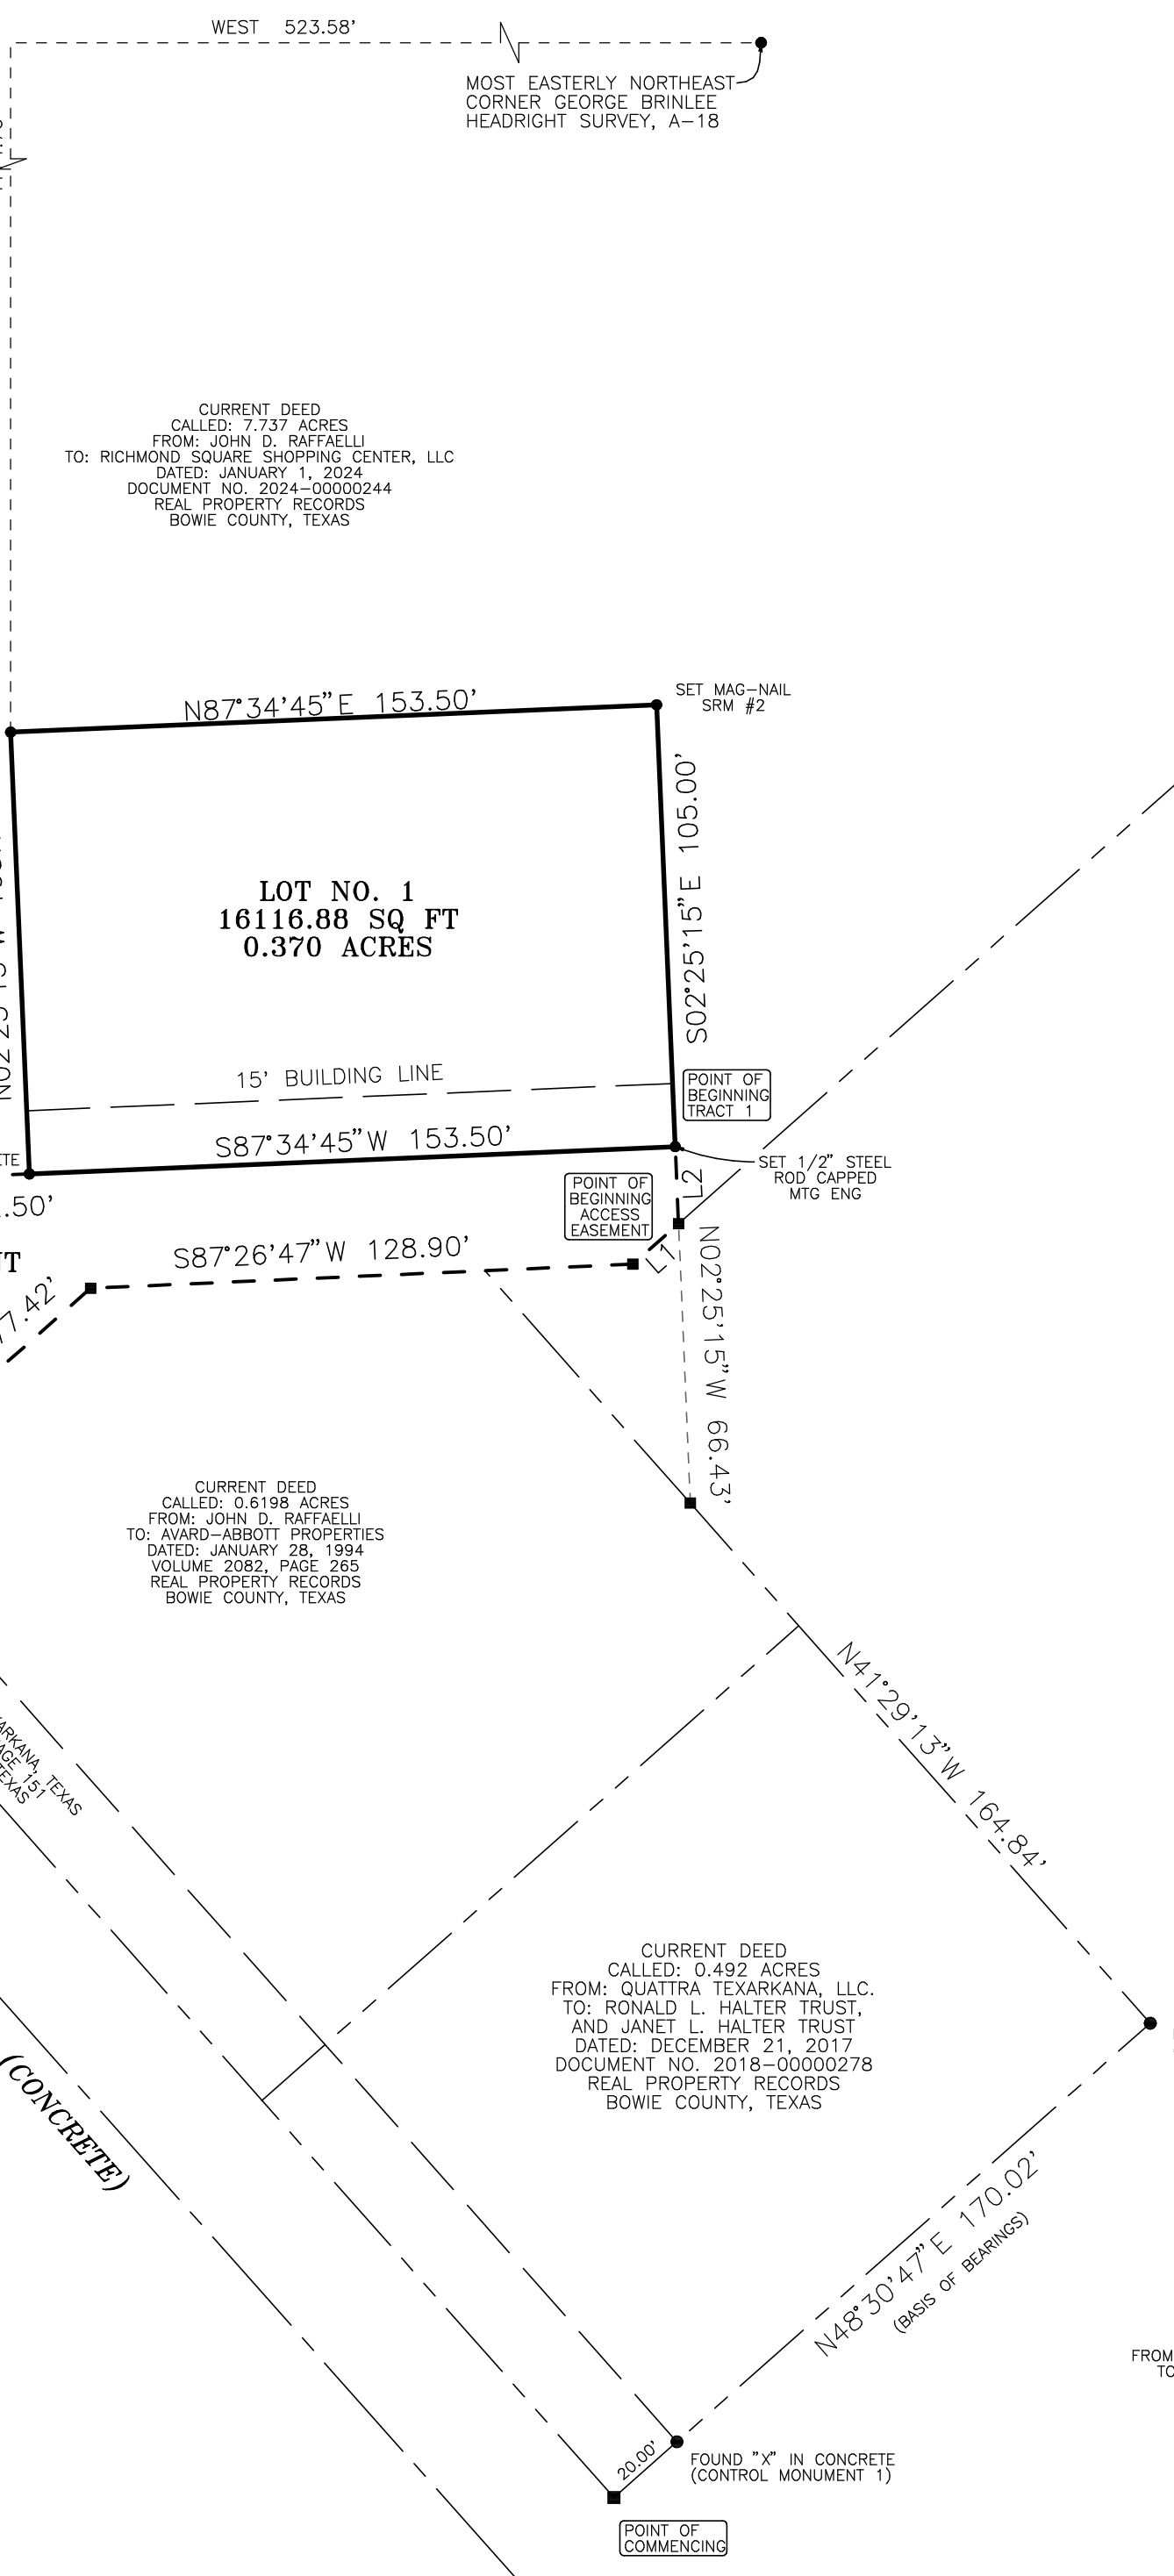 WEST 523.58'
MOST EASTERLY NORTHEAST
CORNER GEORGE BRINLEE
HEADRIGHT SURVEY, A-18
CURRENT DEED
CALLED: 7.737 ACRES
FROM: JOHN D. RAFFAELLI
TO: RICHMOND SQUARE SHOPPING CENTER, LLC
DATED: JANUARY 1, 2024
DOCUMENT NO. 2024-00000244
REAL PROPERTY RECORDS
BOWIE COUNTY, TEXAS
N87°34'45"E 153.50'
SET MAG-NAIL
SRM #2
S02°25'15"E 105.00'
LOT NO. 1
16116.88 SQ FT
0.370 ACRES
15' BUILDING LINE
POINT OF
BEGINNING
TRACT 1
S87°34'45"W 153.50'
SET 1/2" STEEL
ROD CAPPED
MTG ENG
L2
POINT OF
BEGINNING
ACCESS
EASEMENT
.50'
L1
S87°26'47"W 128.90'
7.42'
N02°25'15"W 66.43'
CURRENT DEED
CALLED: 0.6198 ACRES
FROM: JOHN D. RAFFAELLI
TO: AVARD-ABBOTT PROPERTIES
DATED: JANUARY 28, 1994
VOLUME 2082, PAGE 265
REAL PROPERTY RECORDS
BOWIE COUNTY, TEXAS
N41°29'13"W 164.84'
ARKANA, TEXAS
AGE 151
TEXAS
CURRENT DEED
CALLED: 0.492 ACRES
FROM: QUATTRA TEXARKANA, LLC.
TO: RONALD L. HALTER TRUST,
AND JANET L. HALTER TRUST
DATED: DECEMBER 21, 2017
DOCUMENT NO. 2018-00000278
REAL PROPERTY RECORDS
BOWIE COUNTY, TEXAS
(CONCRETE)
N48°30'47"E 170.02'
(BASIS OF BEARINGS)
FROM
TO
20.00'
FOUND "X" IN CONCRETE
(CONTROL MONUMENT 1)
POINT OF
COMMENCING